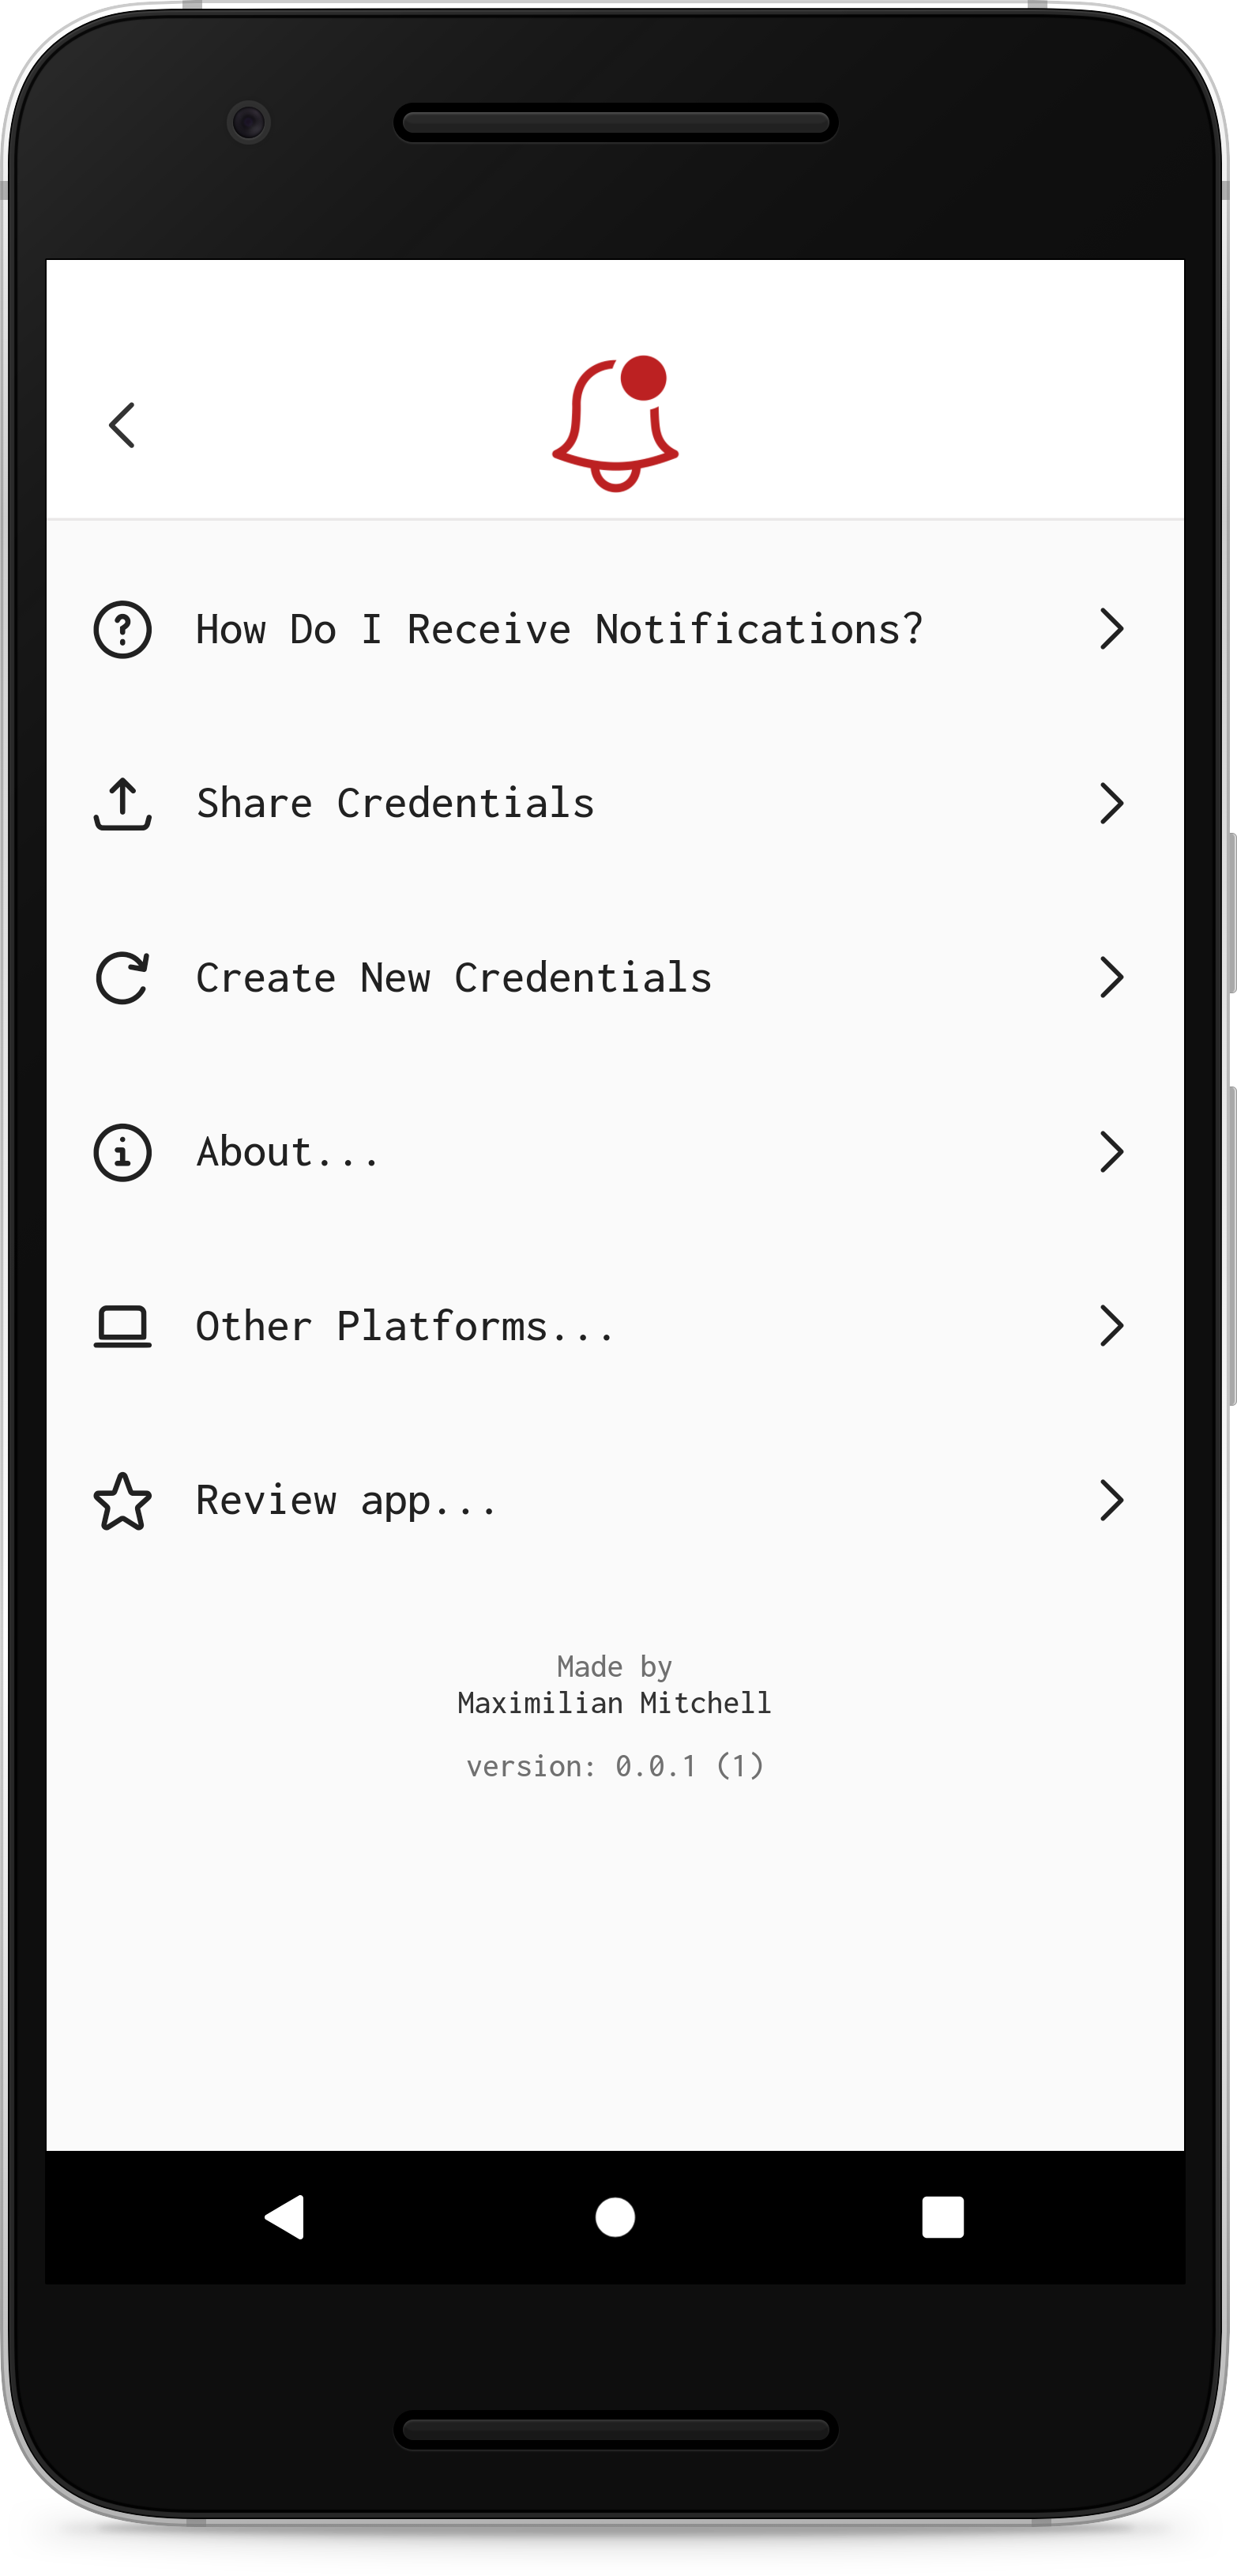 How Do I Receive Notifications?
Share Credentials
Create New Credentials
About...
Other Platforms...
Review app...
Made by
Maximilian Mitchell
version: 0.0.1 (1)